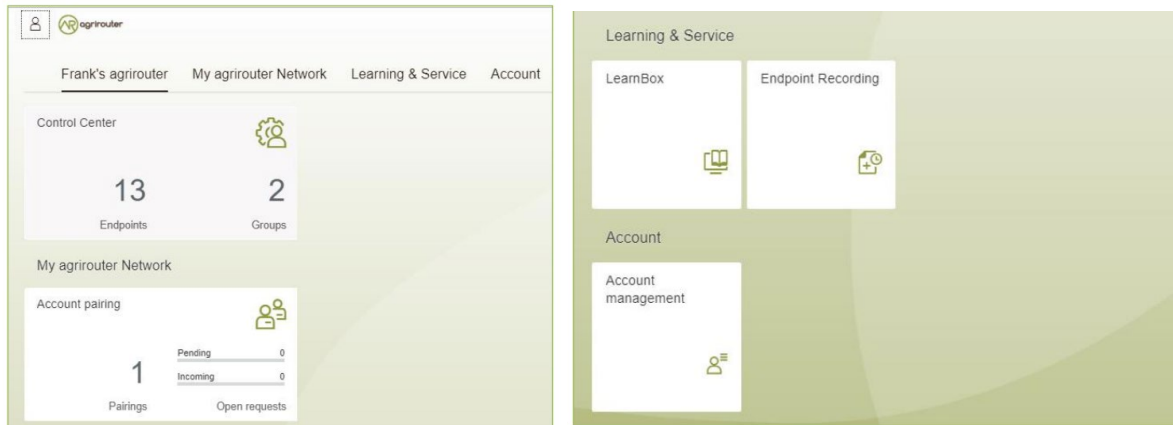 AR agrirouter
Frank's agrirouter My agrirouter Network Learning & Service Account
Control Center
13 2
Endpoints Groups
My agrirouter Network
Account pairing
Pending 0
1
Incoming 0
Pairings Open requests
Learning & Service
LearnBox Endpoint Recording
Account
Account
management